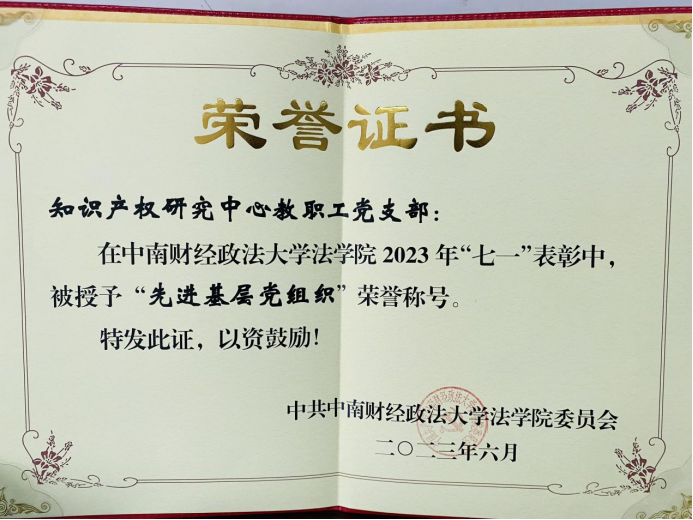 荣誉证书
知识产权研究中心教职工党支部：
在中南财经政法大学法学院 2023 年“七一”表彰中，
被授予“先进基层党组织”荣誉称号。
特发此证，以资鼓励！
中共中南财经政法大学法学院委员会
二〇二三年六月